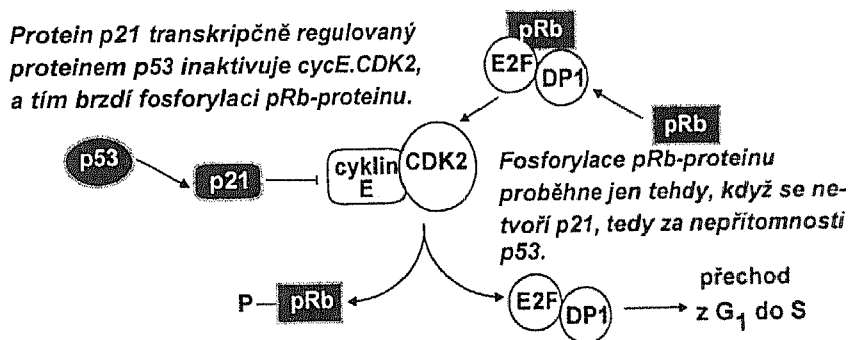 Protein p21 transkripčně regulovaný
proteinem p53 inaktivuje cycE.CDK2,
a tím brzdí fosforylaci pRb-proteinu.
pRb
E2F
DP1
pRb
p53
p21
cyklin
E
CDK2
Fosforylace pRb-proteinu
proběhne jen tehdy, když se ne-
tvoří p21, tedy za nepřítomnosti
p53.
P
pRb
E2F
DP1
přechod
z G1 do S